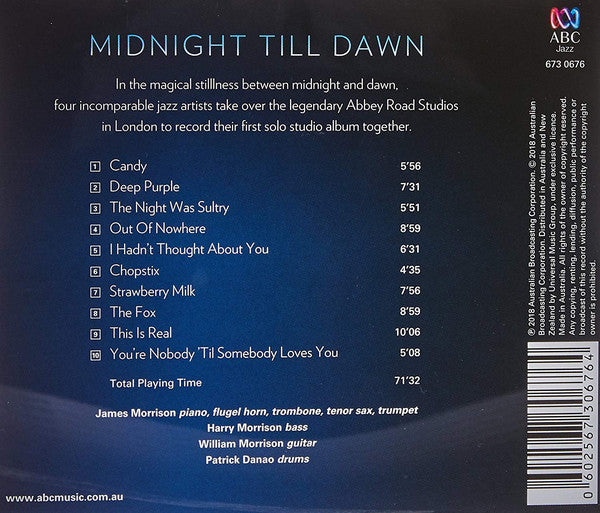 MIDNIGHT TILL DAWN
In the magical stilllness between midnight and dawn,
four incomparable jazz artists take over the legendary Abbey Road Studios
in London to record their first solo studio album together.
1 Candy 5'56
2 Deep Purple 7'31
3 The Night Was Sultry 5'51
4 Out Of Nowhere 8'59
5 I Hadn't Thought About You 6'31
6 Chopstix 4'35
7 Strawberry Milk 7'56
8 The Fox 8'59
9 This Is Real 10'06
10 You're Nobody 'Til Somebody Loves You 5'08
Total Playing Time 71'32
James Morrison piano, flugel horn, trombone, tenor sax, trumpet
Harry Morrison bass
William Morrison guitar
Patrick Danao drums
www.abcmusic.com.au
ABC
Jazz
673 0676
℗ 2018 Australian Broadcasting Corporation. © 2018 Australian
Broadcasting Corporation. Distributed in Australia and New
Zealand by Universal Music Group, under exclusive licence.
Made in Australia. All rights of the owner of copyright reserved.
Any copying, renting, lending, diffusion, public performance or
broadcast of this record without the authority of the copyright
owner is prohibited.
0 602567 306764